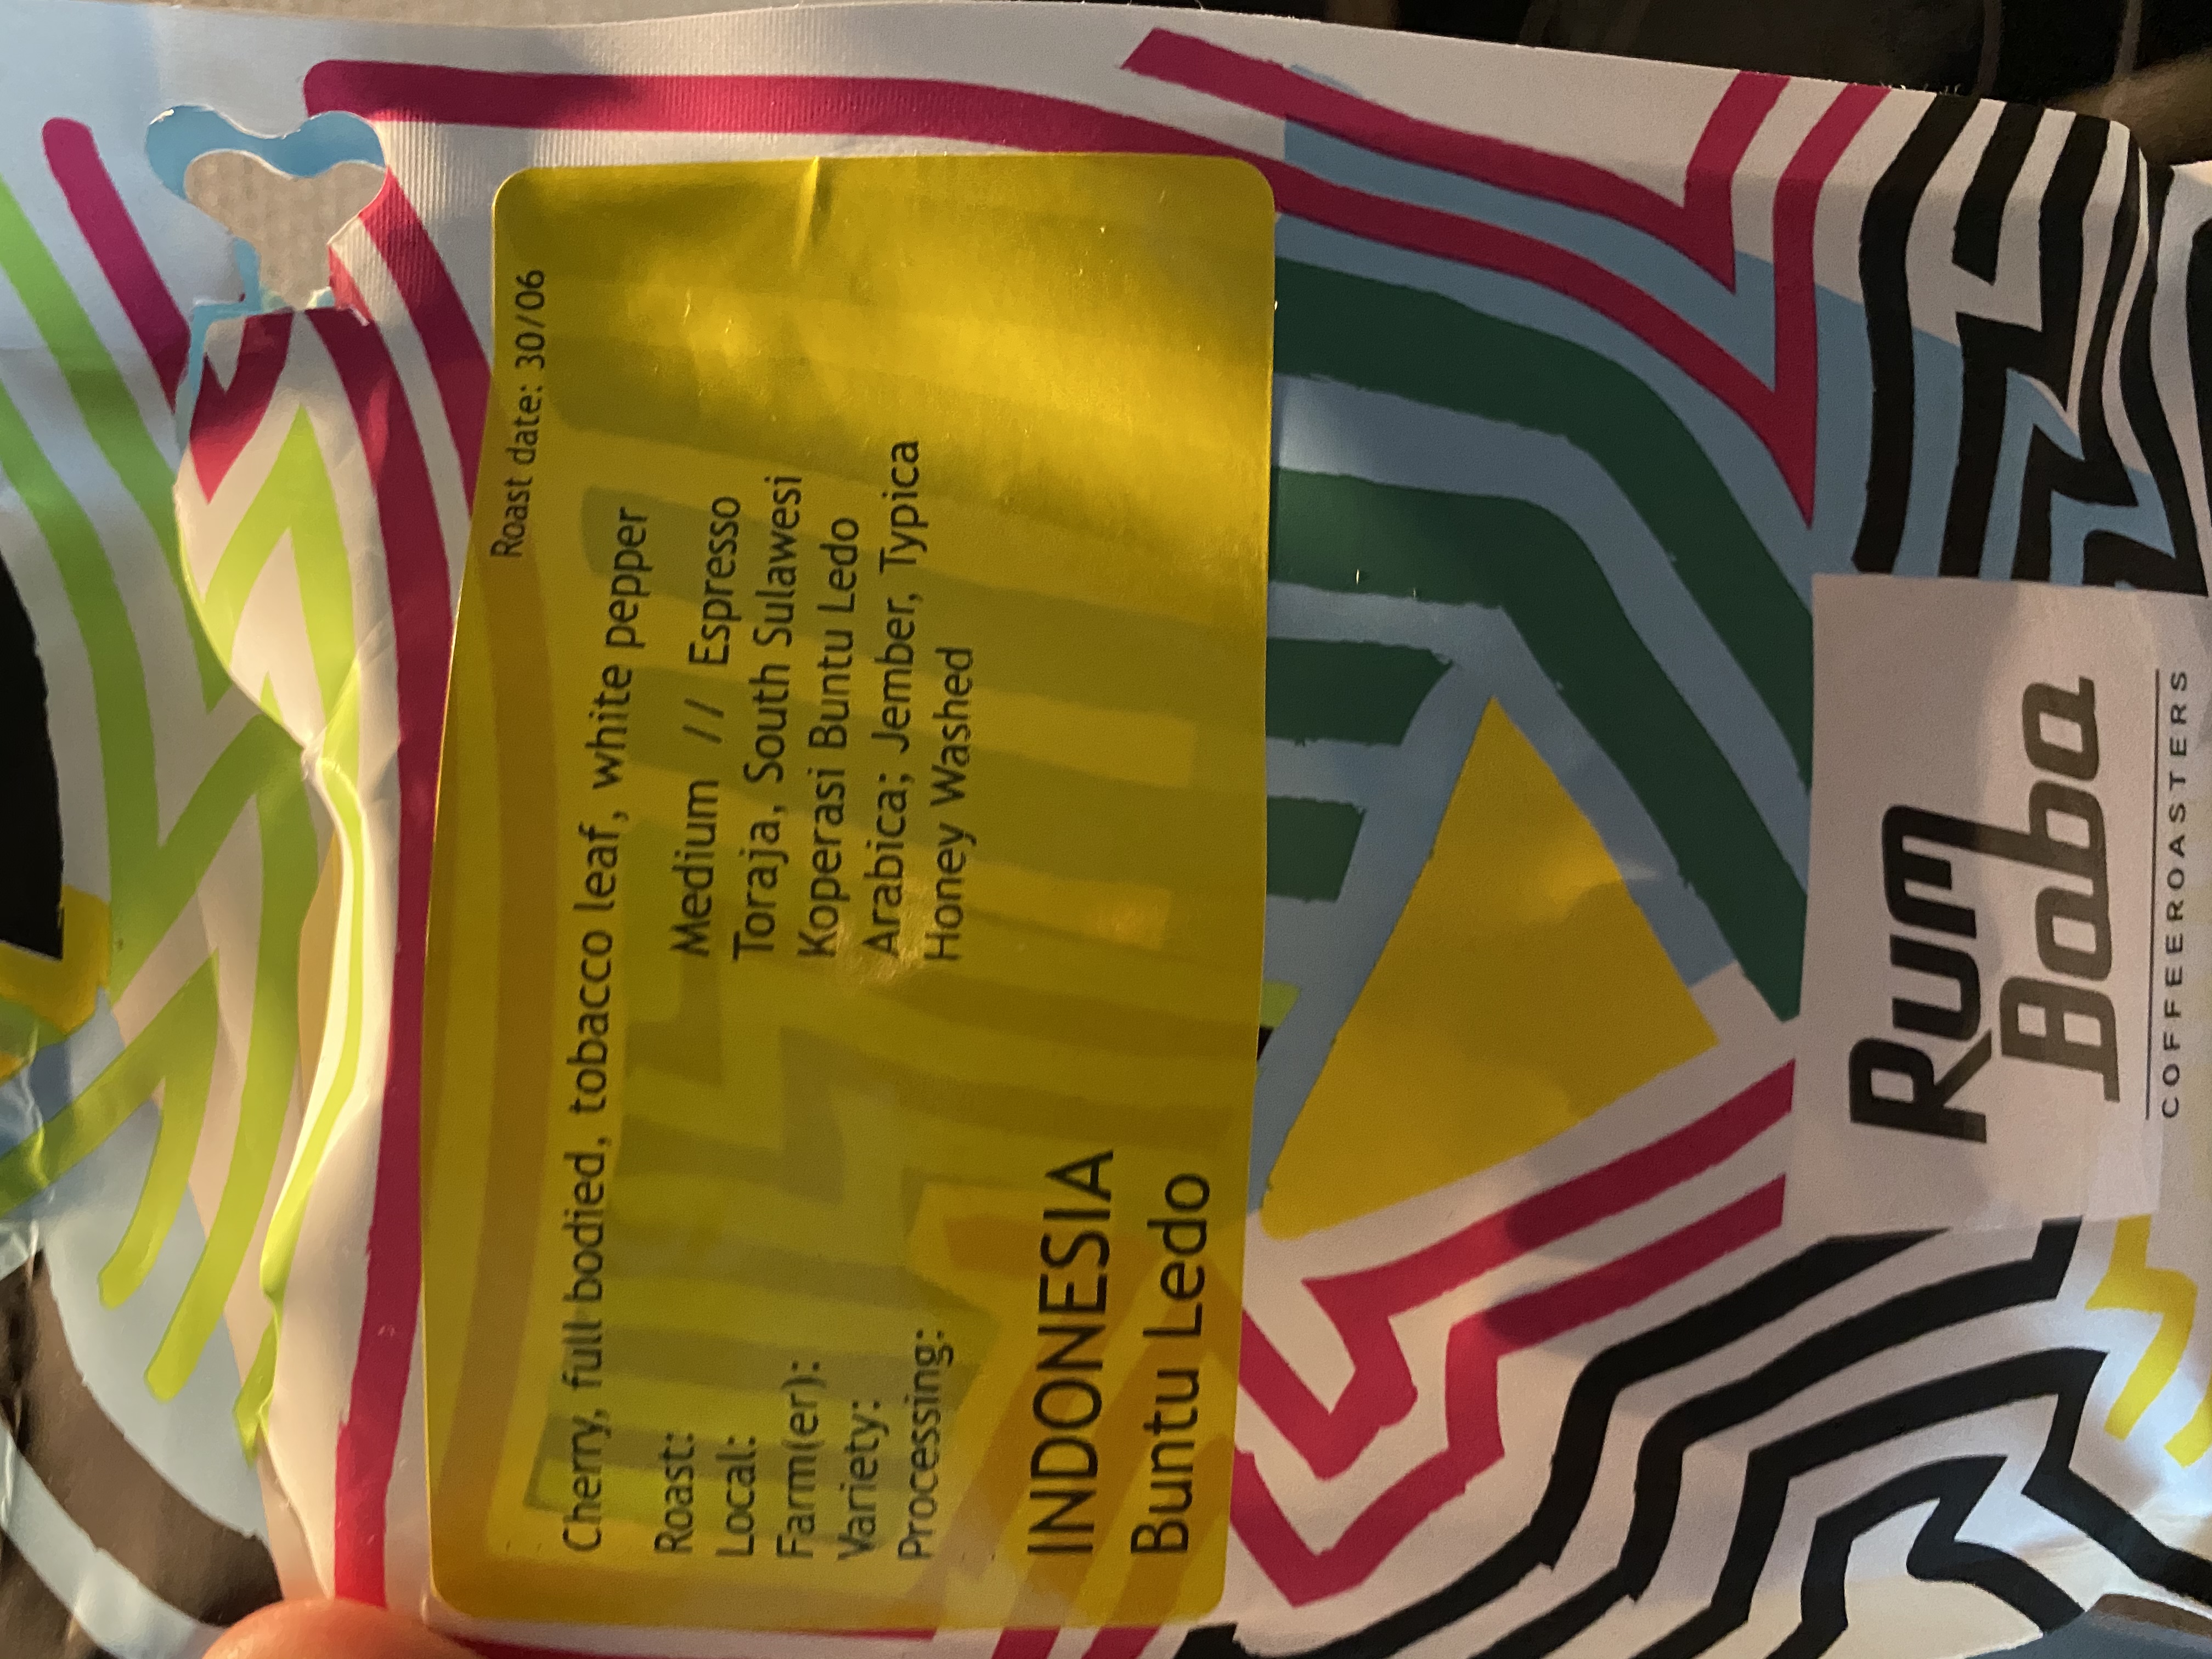 Roast date: 30/06
Cherry, full bodied, tobacco leaf, white pepper
Roast: Medium // Espresso
Local: Toraja, South Sulawesi
Farm(er): Koperasi Buntu Ledo
Variety: Arabica; Jember, Typica
Processing: Honey Washed
INDONESIA
Buntu Ledo
Rum
Baba
COFFEEROASTERS